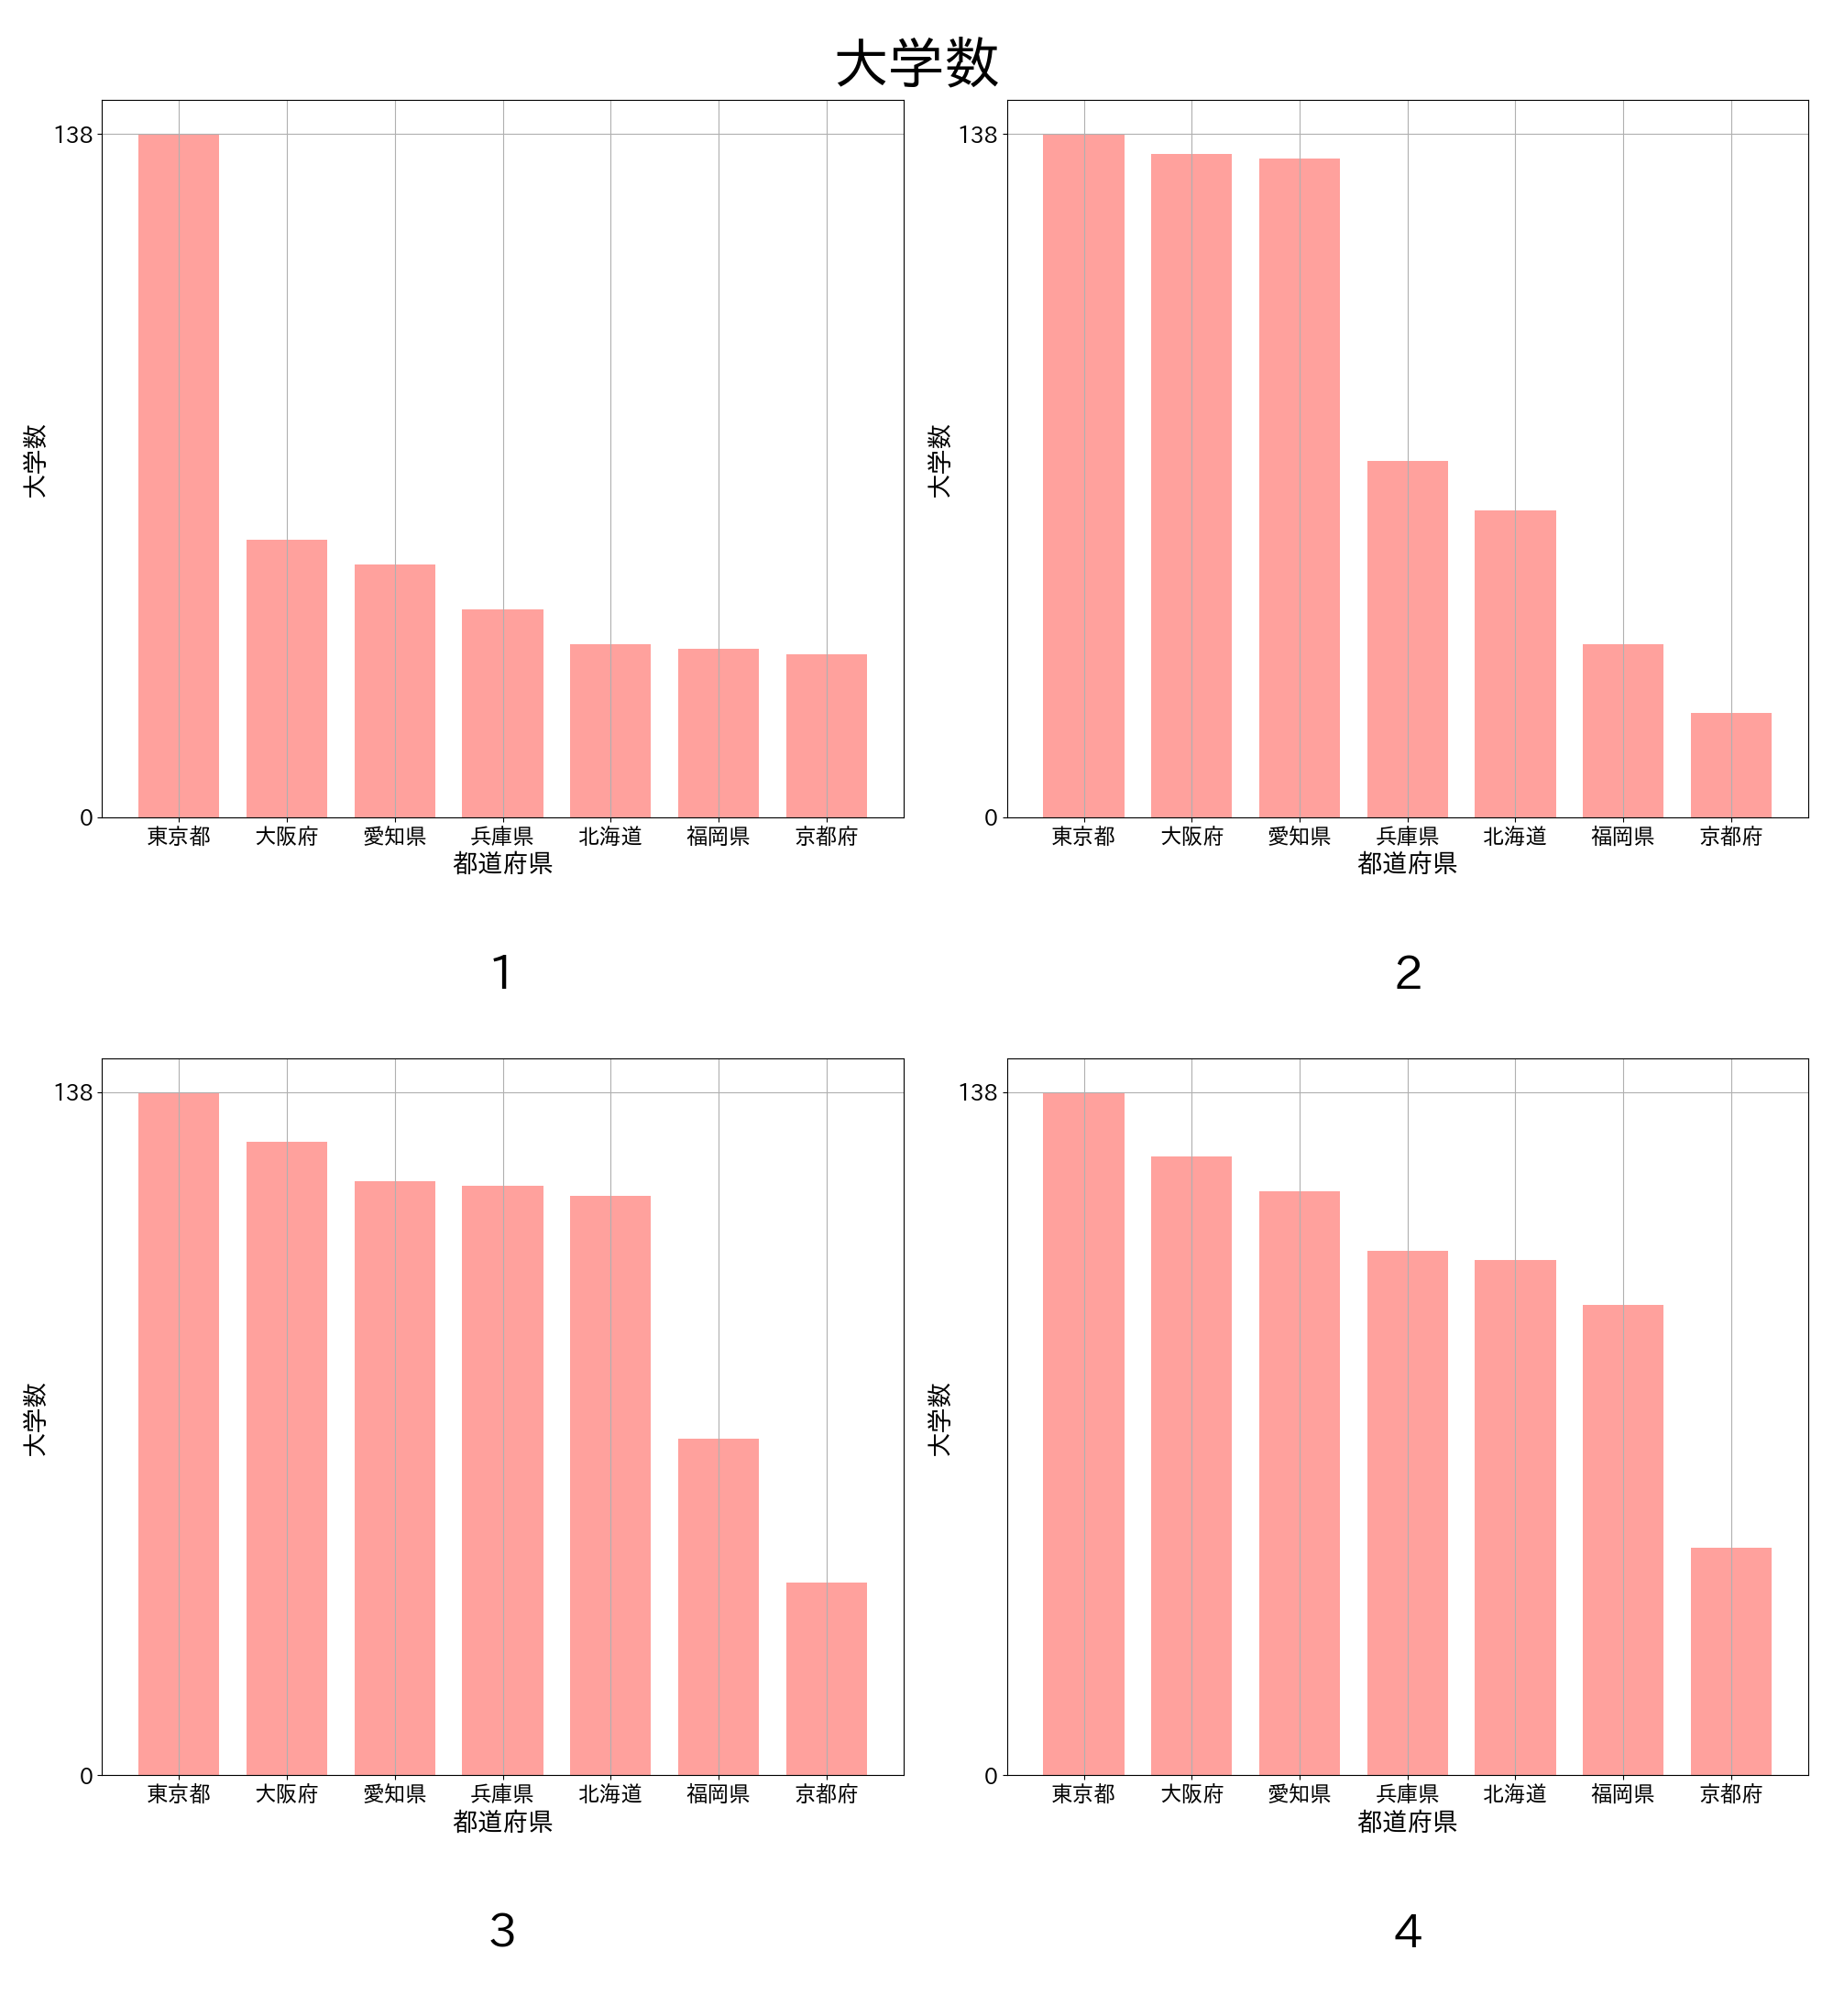 大学数
138
0
大学数
東京都 大阪府 愛知県 兵庫県 北海道 福岡県 京都府
都道府県
1
138
0
大学数
東京都 大阪府 愛知県 兵庫県 北海道 福岡県 京都府
都道府県
2
138
0
大学数
東京都 大阪府 愛知県 兵庫県 北海道 福岡県 京都府
都道府県
3
138
0
大学数
東京都 大阪府 愛知県 兵庫県 北海道 福岡県 京都府
都道府県
4